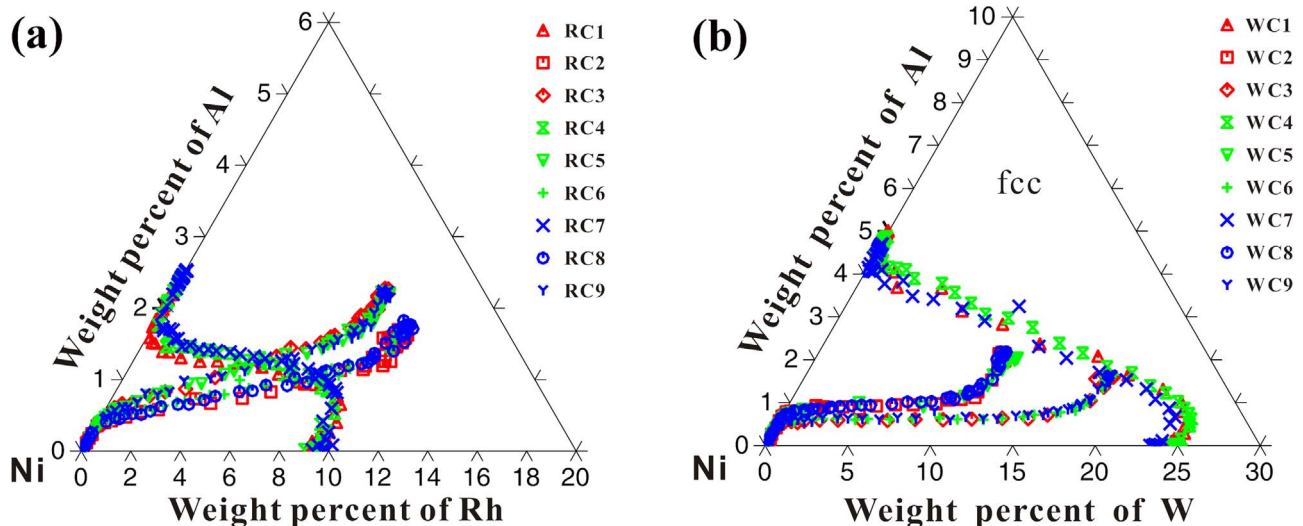 (a)
6
5
4
3
2
1
0
Weight percent of Al
RC1
RC2
RC3
RC4
RC5
RC6
RC7
RC8
RC9
Ni
0 2 4 6 8 10 12 14 16 18 20
Weight percent of Rh
(b)
10
9
8
7
6
5
4
3
2
1
0
Weight percent of Al
fcc
WC1
WC2
WC3
WC4
WC5
WC6
WC7
WC8
WC9
Ni
0 5 10 15 20 25 30
Weight percent of W